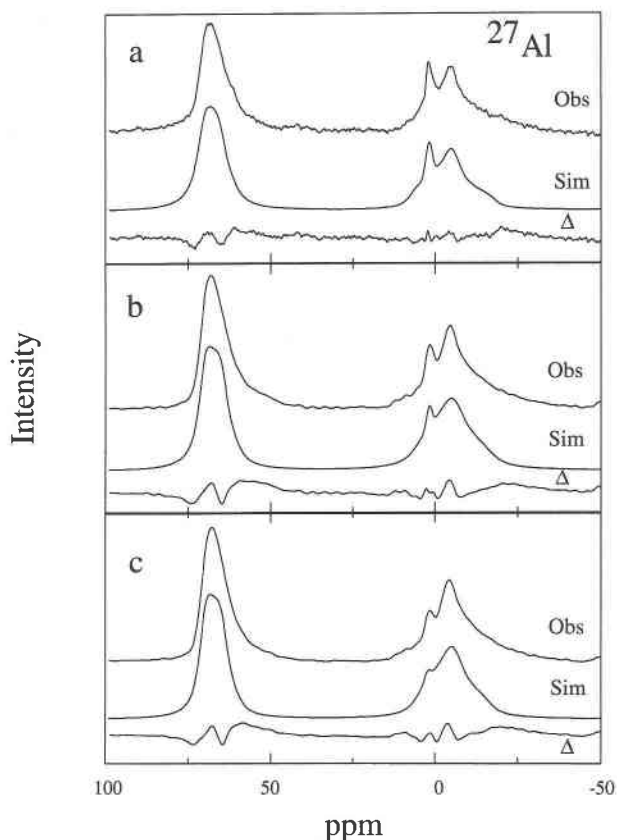 a
27Al
Obs
Sim
Δ
b
Obs
Sim
Δ
c
Obs
Sim
Δ
Intensity
100 50 0 -50
ppm